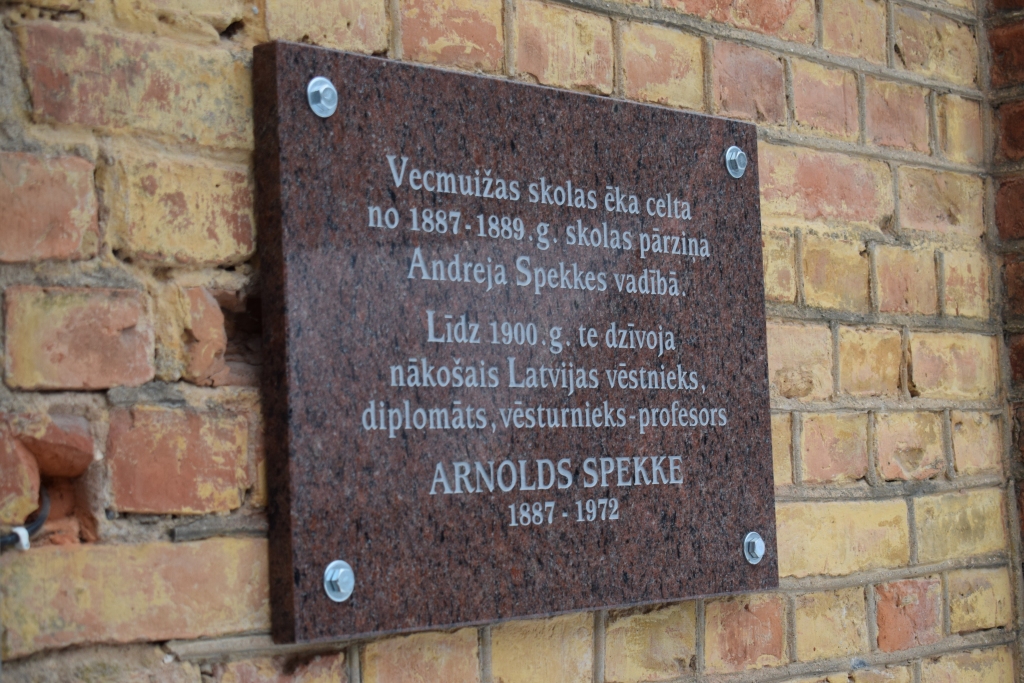 Vecmuižas skolas ēka celta
no 1887-1889.g. skolas pārziņa
Andreja Spekkes vadībā.
Līdz 1900.g. te dzīvoja
nākošais Latvijas vēstnieks,
diplomāts, vēsturnieks-profesors
ARNOLDS SPEKKE
1887 - 1972